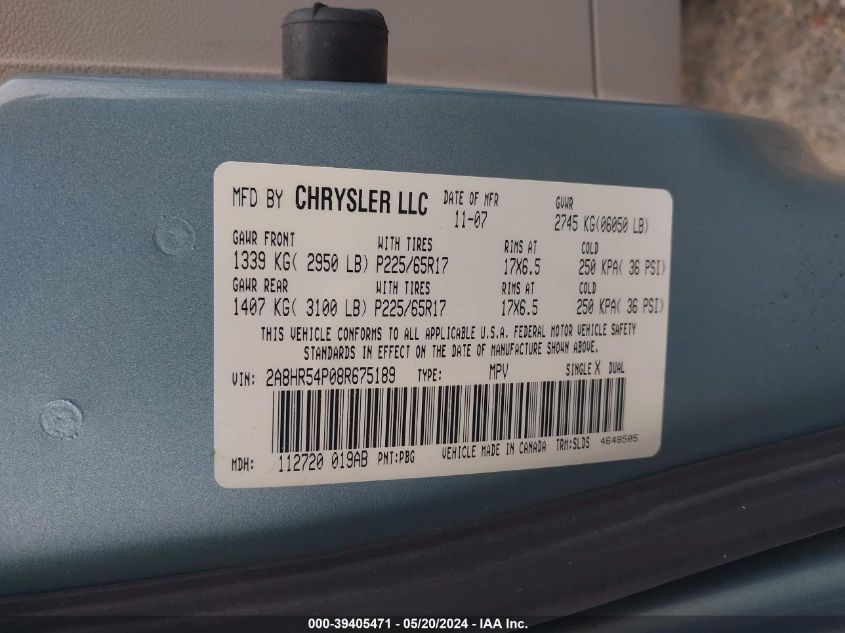 MFD BY CHRYSLER LLC DATE OF MFR 11-07 GVWR 2745 KG(06050 LB)
GAWR FRONT WITH TIRES RIMS AT COLD
1339 KG( 2950 LB) P225/65R17 17X6.5 250 KPA( 36 PSI)
GAWR REAR WITH TIRES RIMS AT COLD
1407 KG( 3100 LB) P225/65R17 17X6.5 250 KPA( 36 PSI)
THIS VEHICLE CONFORMS TO ALL APPLICABLE U.S.A. FEDERAL MOTOR VEHICLE SAFETY
STANDARDS IN EFFECT ON THE DATE OF MANUFACTURE SHOWN ABOVE.
VIN: 2A8HR54P08R675189 TYPE: MPV SINGLE X DUAL
MDH: 112720 019AB PNT:PBG VEHICLE MADE IN CANADA TRM:SLDS 4648505
000-39405471 - 05/20/2024 - IAA Inc.